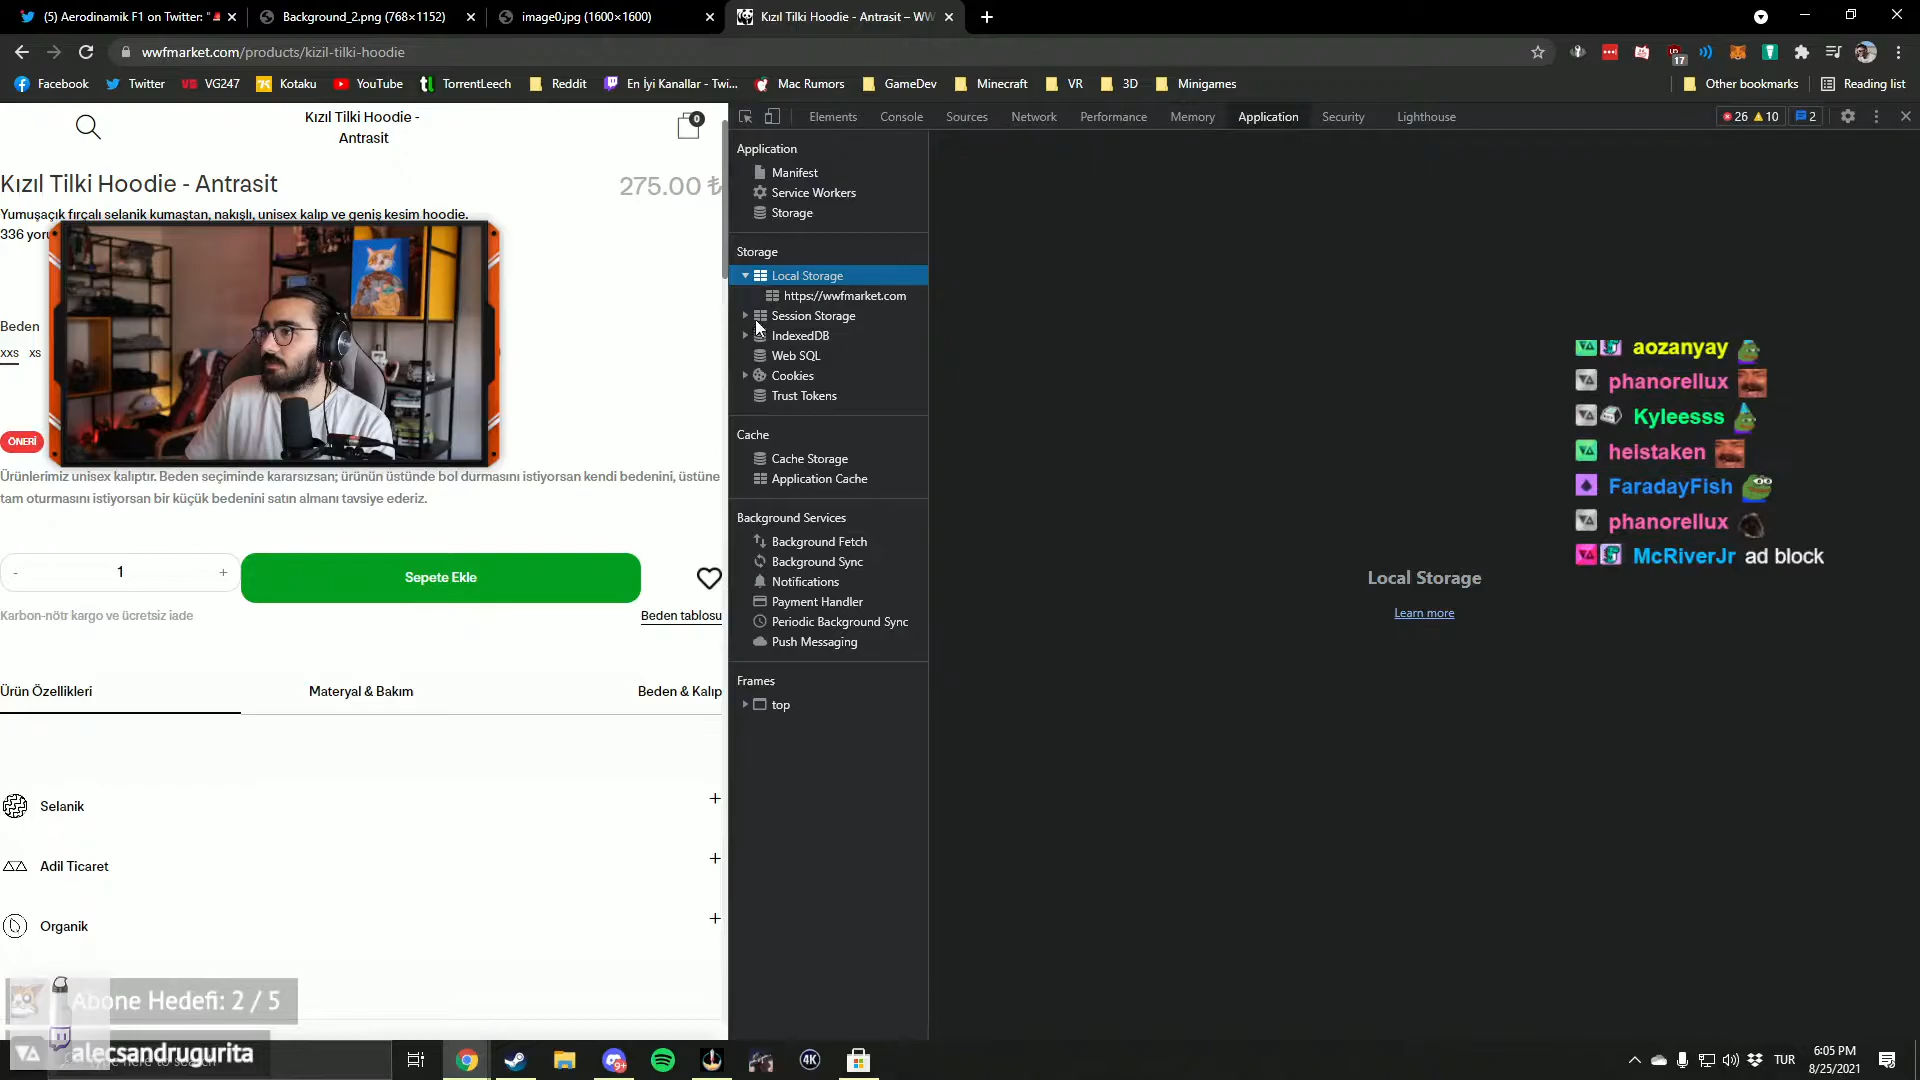 (5) Aerodinamik F1 on Twitter: "
Background_2.png (768×1152)
image0.jpg (1600×1600)
Kızıl Tilki Hoodie - Antrasit – WW
wwfmarket.com/products/kizil-tilki-hoodie
17
Facebook
Twitter
VG247
Kotaku
YouTube
TorrentLeech
Reddit
En İyi Kanallar - Twi...
Mac Rumors
GameDev
Minecraft
VR
3D
Minigames
Other bookmarks
Reading list
Kızıl Tilki Hoodie -
Antrasit
0
Kızıl Tilki Hoodie - Antrasit
275.00 ₺
Yumuşaçık fırçalı selanik kumaştan, nakışlı, unisex kalıp ve geniş kesim hoodie.
336
Beden
XXS XS
ÖNERİ
Ürünlerimiz unisex kalıptır. Beden seçiminde kararsızsan; ürünün üstünde bol durmasını istiyorsan kendi bedenini, üstüne
tam oturmasını istiyorsan bir küçük bedenini satın almanı tavsiye ederiz.
- 1 +
Sepete Ekle
Karbon-nötr kargo ve ücretsiz iade
Beden tablosu
Ürün Özellikleri
Materyal & Bakım
Beden & Kalıp
Selanik +
Adil Ticaret +
Organik +
Abone Hedefi: 2 / 5
alecsandrugurita
Elements
Console
Sources
Network
Performance
Memory
Application
Security
Lighthouse
26 10 2
Application
Manifest
Service Workers
Storage
Storage
Local Storage
https://wwfmarket.com
Session Storage
IndexedDB
Web SQL
Cookies
Trust Tokens
Cache
Cache Storage
Application Cache
Background Services
Background Fetch
Background Sync
Notifications
Payment Handler
Periodic Background Sync
Push Messaging
Frames
top
Local Storage
Learn more
aozanyay
phanorellux
Kyleesss
heistaken
FaradayFish
phanorellux
McRiverJr ad block
9+
4K
TUR
6:05 PM
8/25/2021